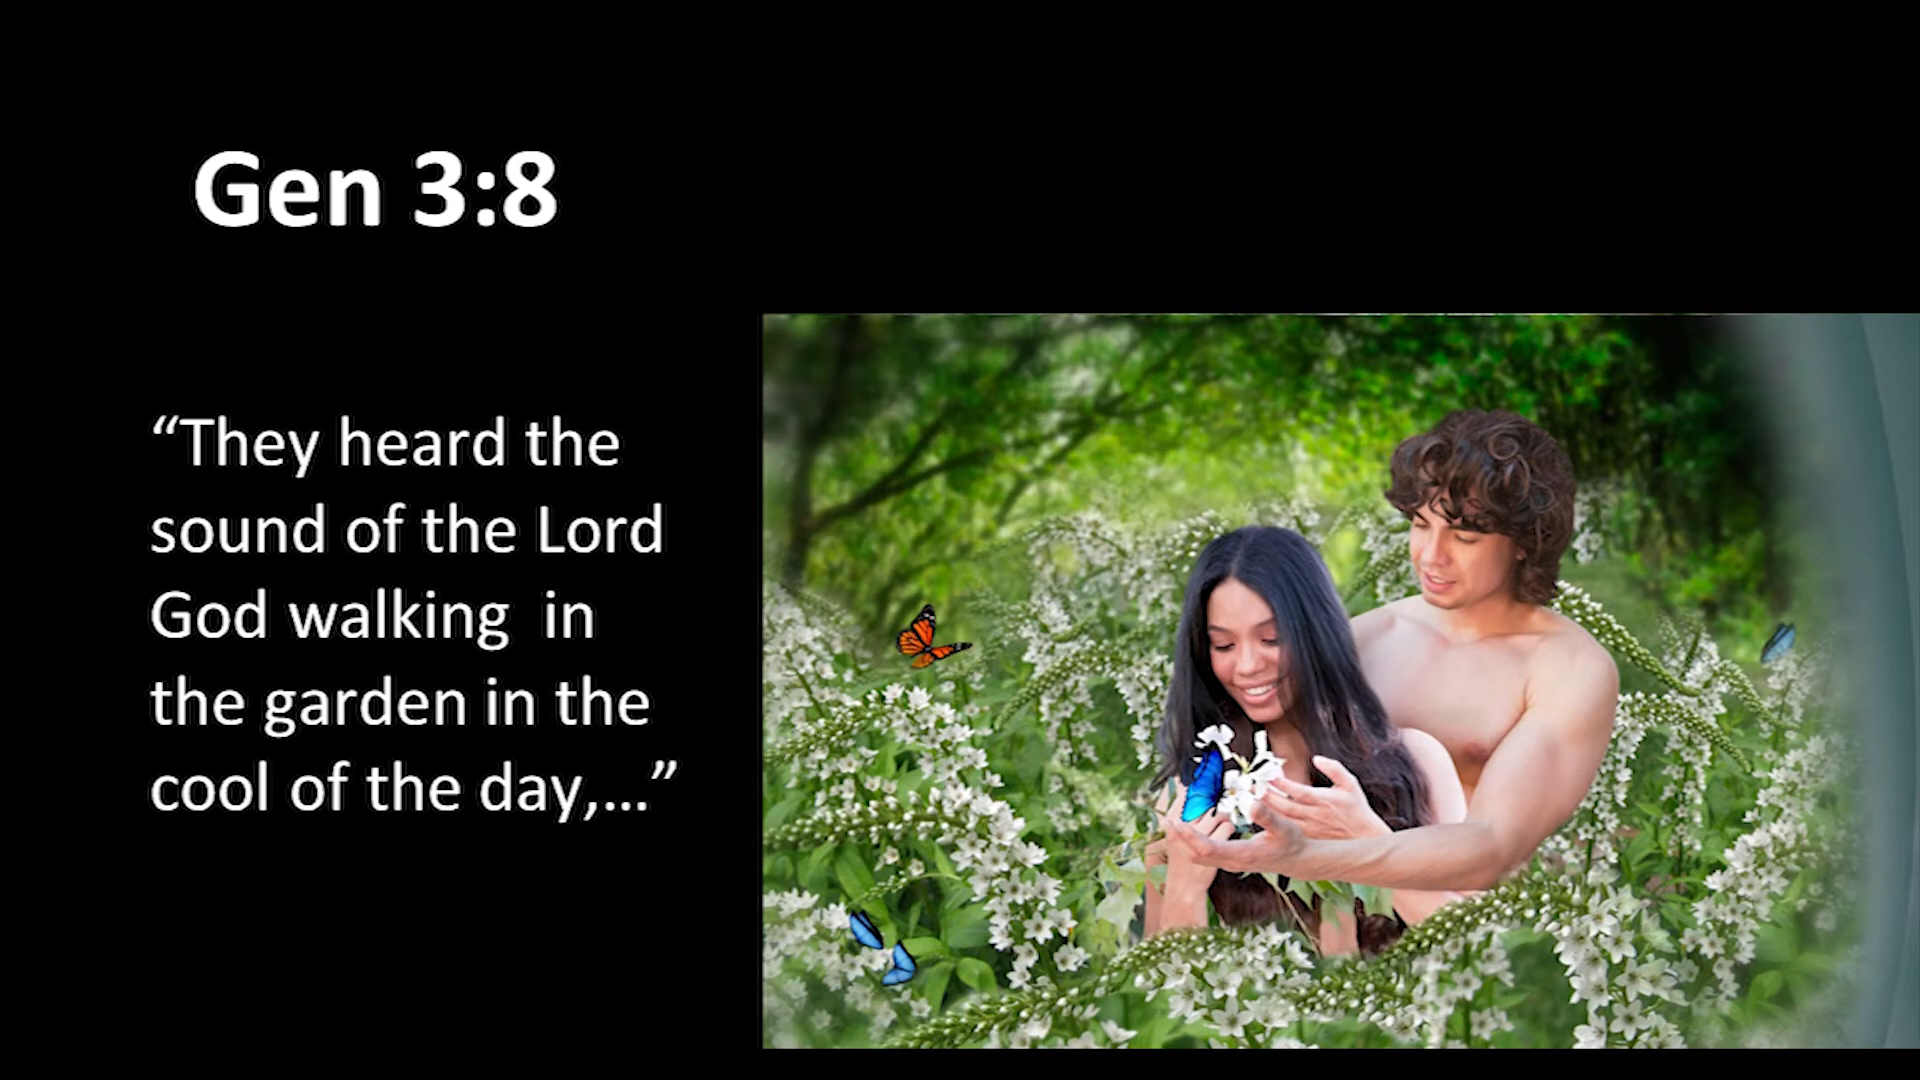 Gen 3:8
“They heard the
sound of the Lord
God walking  in
the garden in the
cool of the day,...”